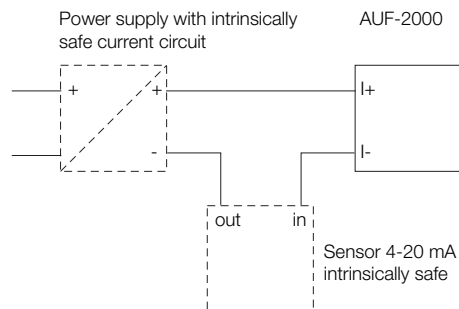 Power supply with intrinsically
safe current circuit
AUF-2000
+ + I+
- I-
out in
Sensor 4-20 mA
intrinsically safe